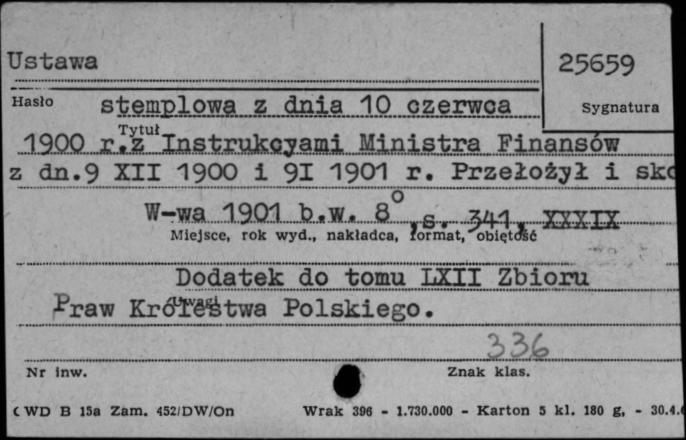 Ustawa
25659
Hasło
Sygnatura
stemplowa z dnia 10 czerwca
Tytuł
1900 r.z Instrukcyami Ministra Finansów
z dn.9 XII 1900 i 9I 1901 r. Przełożył i sko
W-wa 1901 b.w. 8° ,s. 341, XXXIX
Miejsce, rok wyd., nakładca, format, objętość
Dodatek do tomu LXII Zbioru
Uwagi
Praw Królestwa Polskiego.
336
Nr inw.
Znak klas.
CWD B 15a Zam. 452/DW/On Wrak 396 - 1.730.000 - Karton 5 kl. 180 g, - 30.4.